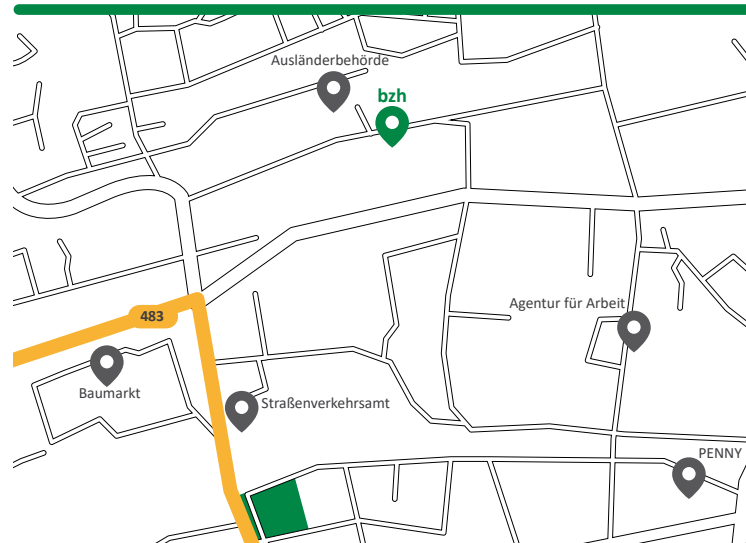 Ausländerbehörde
bzh
Agentur für Arbeit
483
Baumarkt
Straßenverkehrsamt
PENNY